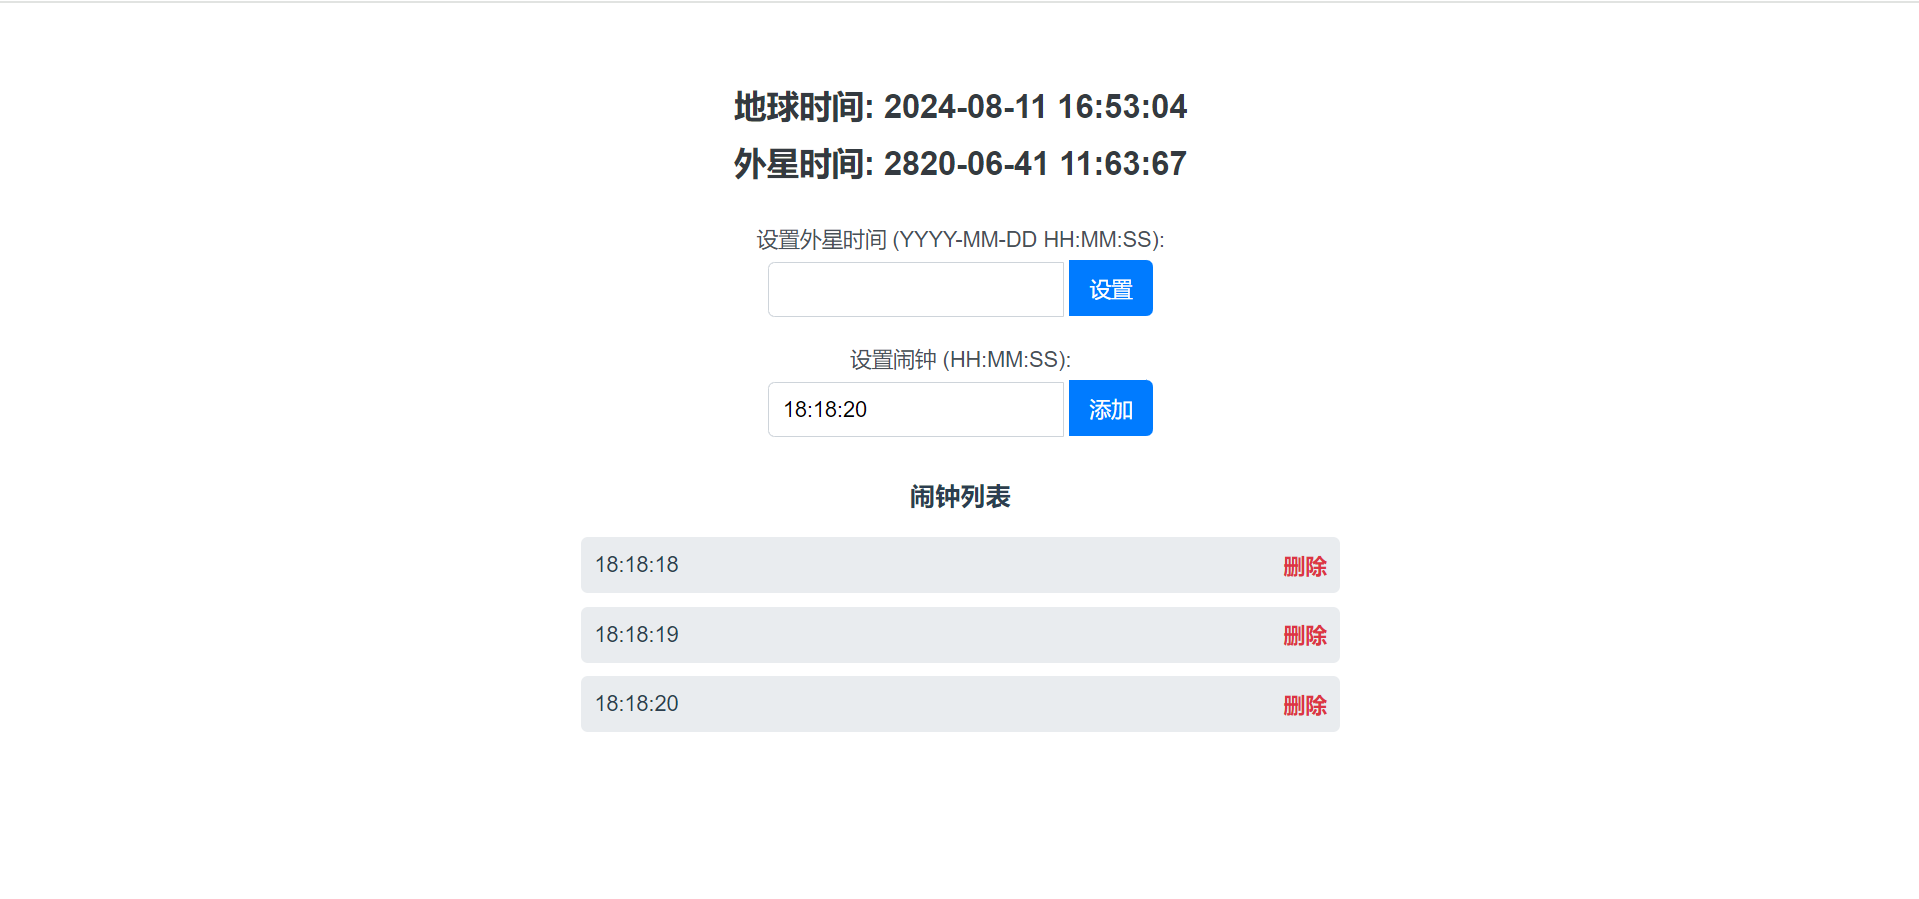 地球时间: 2024-08-11 16:53:04
外星时间: 2820-06-41 11:63:67
设置外星时间 (YYYY-MM-DD HH:MM:SS):
设置
设置闹钟 (HH:MM:SS):
18:18:20 添加
闹钟列表
18:18:18 删除
18:18:19 删除
18:18:20 删除